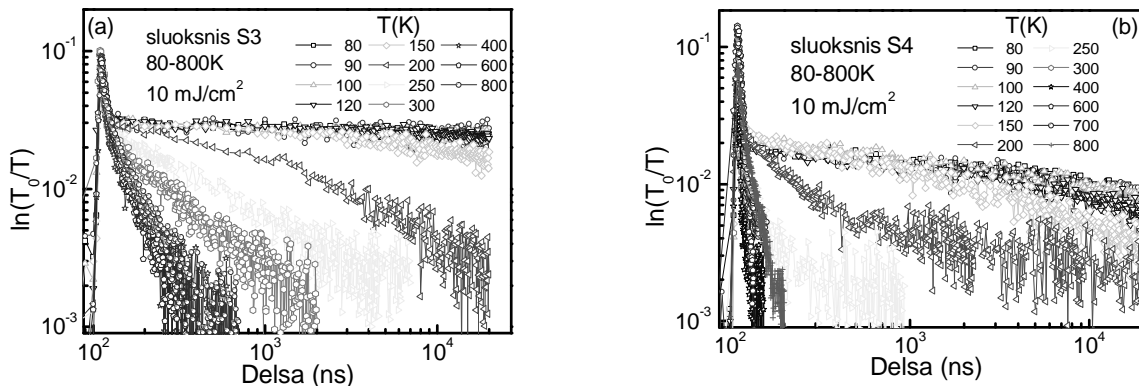 (a)
sluoksnis S3
80-800K
10 mJ/cm²
T(K)
80 150 400
90 200 600
100 250 800
120 300
ln(T₀/T)
10⁻¹
10⁻²
10⁻³
10² 10³ 10⁴
Delsa (ns)
(b)
sluoksnis S4
80-800K
10 mJ/cm²
T(K)
80 250
90 300
100 400
120 600
150 700
200 800
ln(T₀/T)
10⁻¹
10⁻²
10⁻³
10² 10³ 10⁴
Delsa (ns)